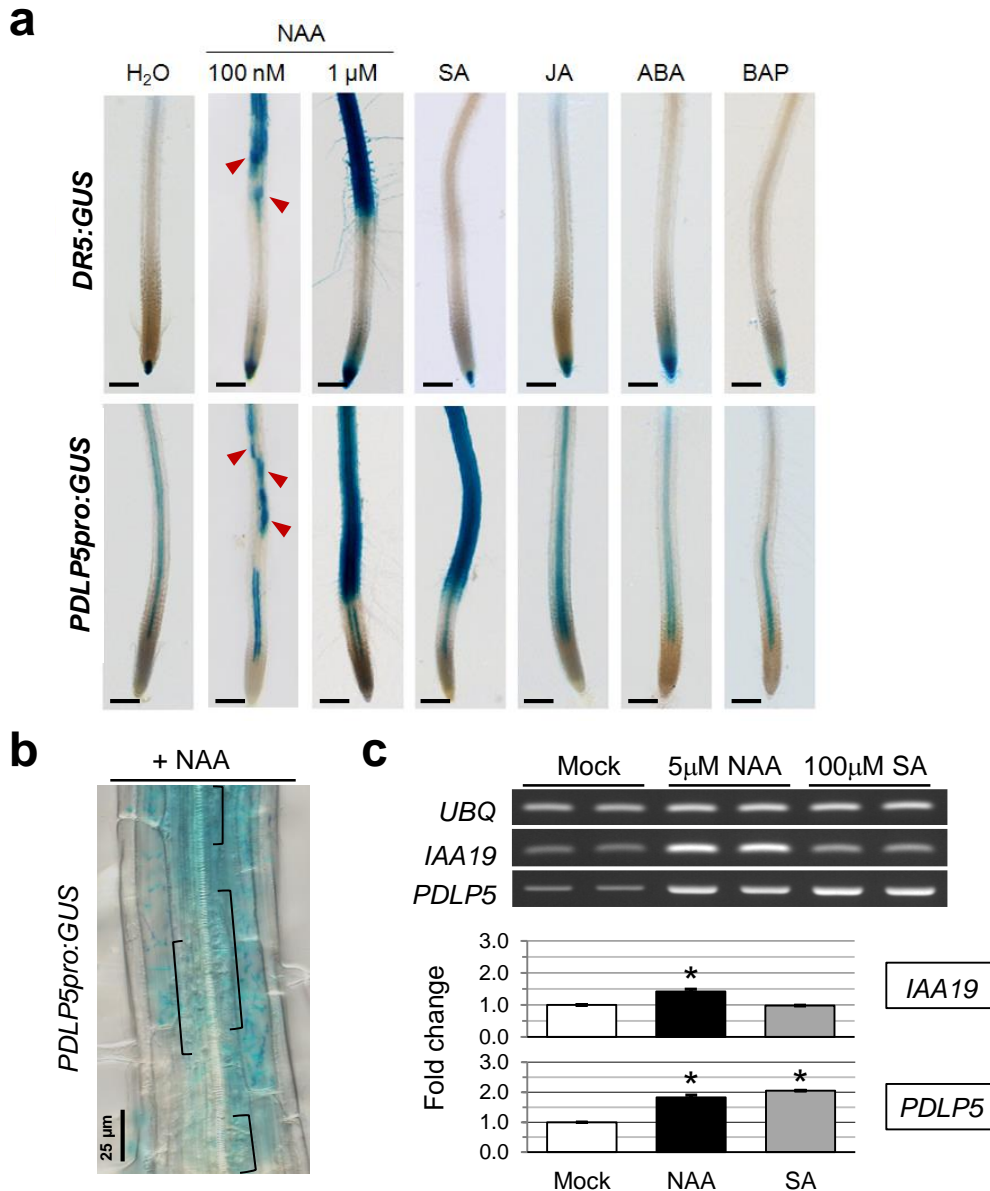 a
NAA
H₂O 100 nM 1 µM SA JA ABA BAP
DR5:GUS
PDLP5pro:GUS
b
+ NAA
PDLP5pro:GUS
25 µm
c
Mock 5µM NAA 100µM SA
UBQ
IAA19
PDLP5
Fold change
3.0
2.0
1.0
0.0
*
IAA19
3.0
2.0
1.0
0.0
* *
PDLP5
Mock NAA SA